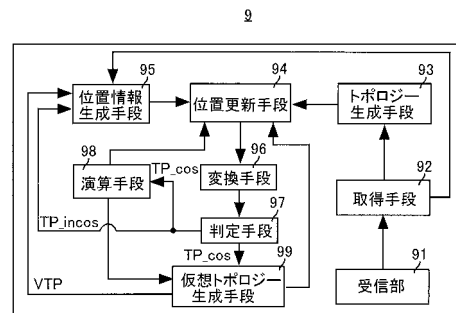 9
95
位置情報
生成手段
94
位置更新手段
93
トポロジー
生成手段
98
演算手段
TP_cos
96
変換手段
92
取得手段
TP_incos
97
判定手段
TP_cos
99
仮想トポロジー
生成手段
VTP
91
受信部